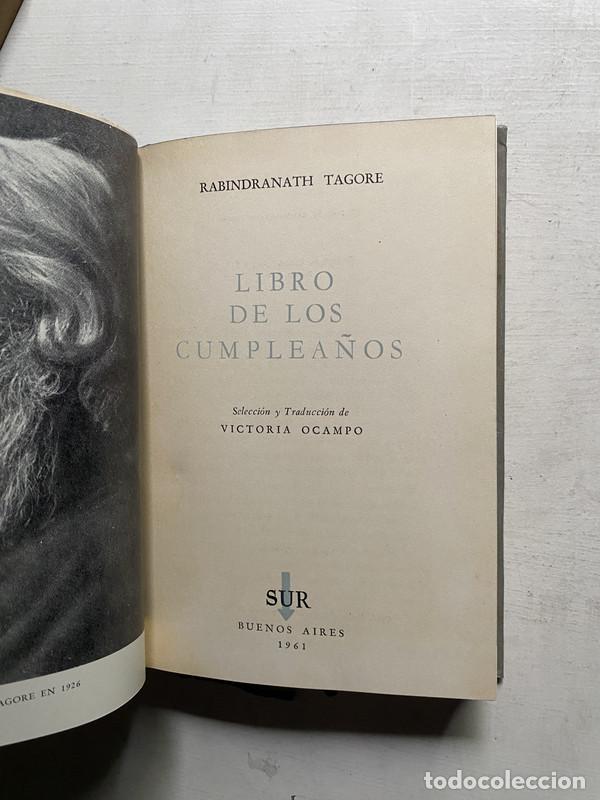 RABINDRANATH TAGORE
LIBRO
DE LOS
CUMPLEAÑOS
Selección y Traducción de
VICTORIA OCAMPO
SUR
BUENOS AIRES
1961
AGORE EN 1926
todocoleccion